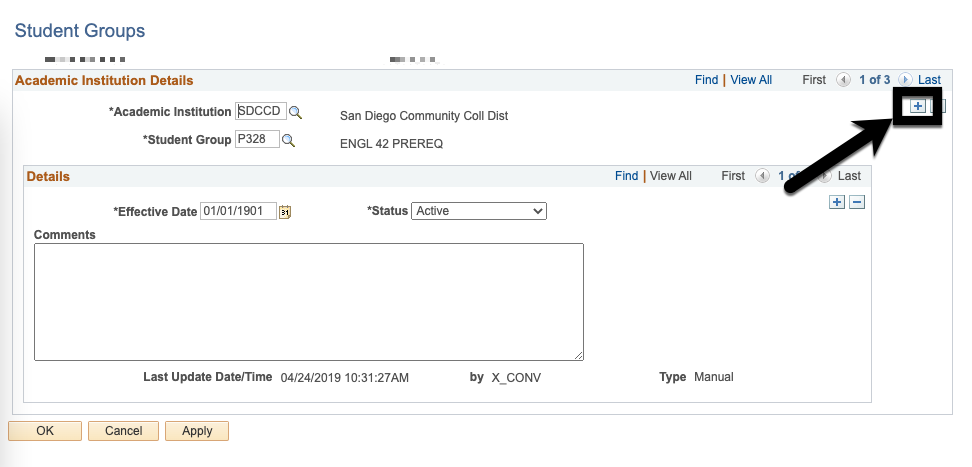 Student Groups
Academic Institution Details Find | View All First 1 of 3 Last
*Academic Institution SDCCD San Diego Community Coll Dist
*Student Group P328 ENGL 42 PREREQ
Details Find | View All First 1 of Last
*Effective Date 01/01/1901 31 *Status Active
Comments
Last Update Date/Time 04/24/2019 10:31:27AM by X_CONV Type Manual
OK Cancel Apply